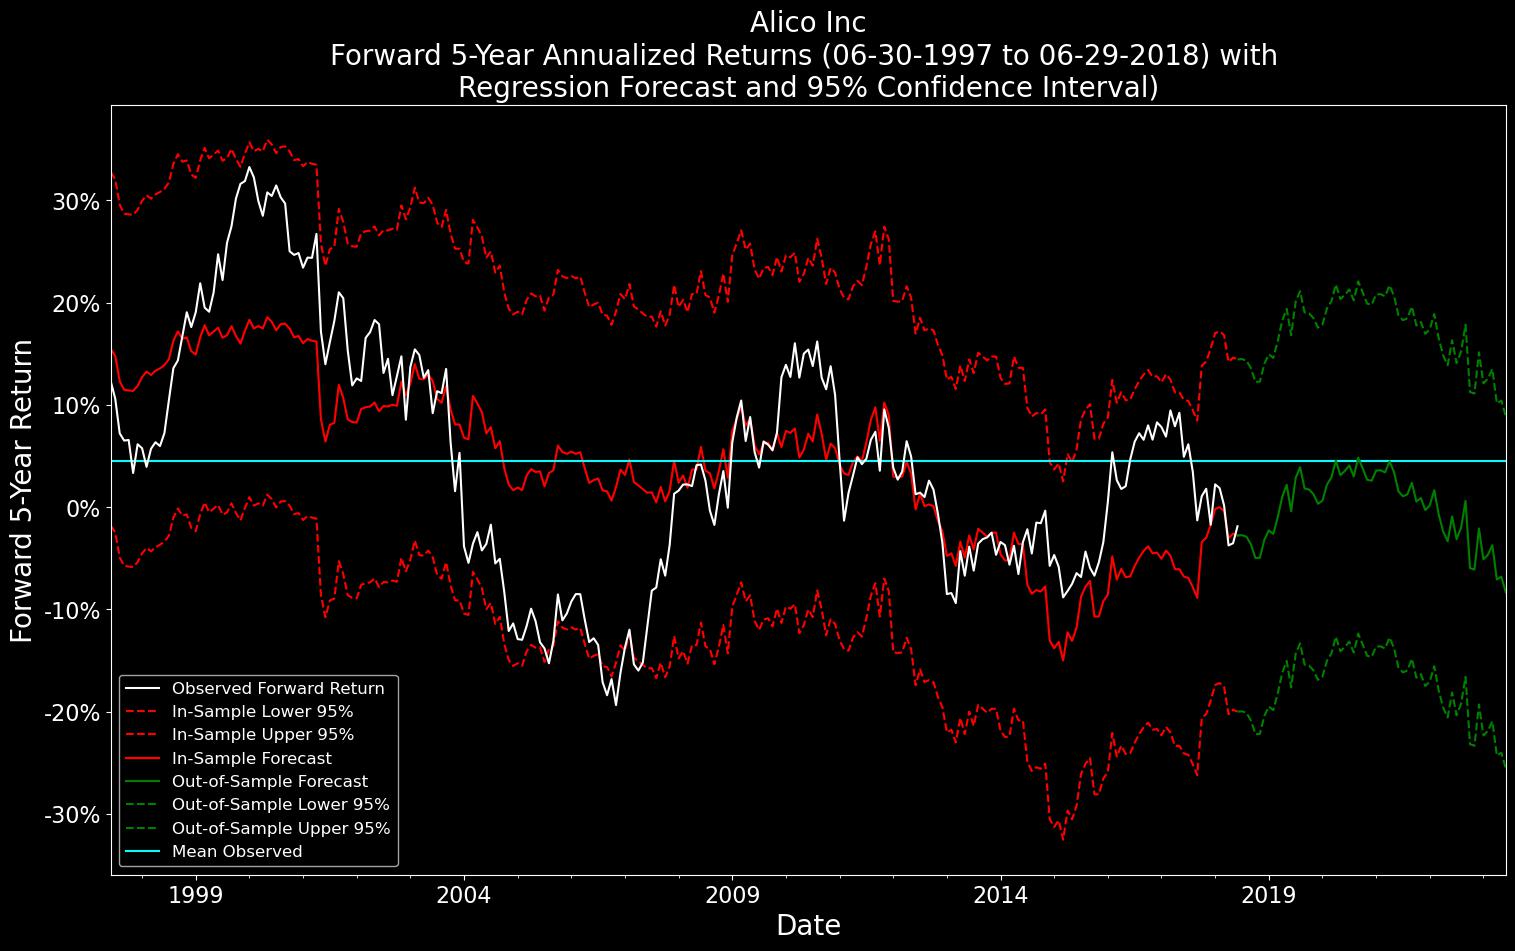 Alico Inc
Forward 5-Year Annualized Returns (06-30-1997 to 06-29-2018) with
Regression Forecast and 95% Confidence Interval)
Forward 5-Year Return
30%
20%
10%
0%
-10%
-20%
-30%
Observed Forward Return
In-Sample Lower 95%
In-Sample Upper 95%
In-Sample Forecast
Out-of-Sample Forecast
Out-of-Sample Lower 95%
Out-of-Sample Upper 95%
Mean Observed
1999 2004 2009 2014 2019
Date